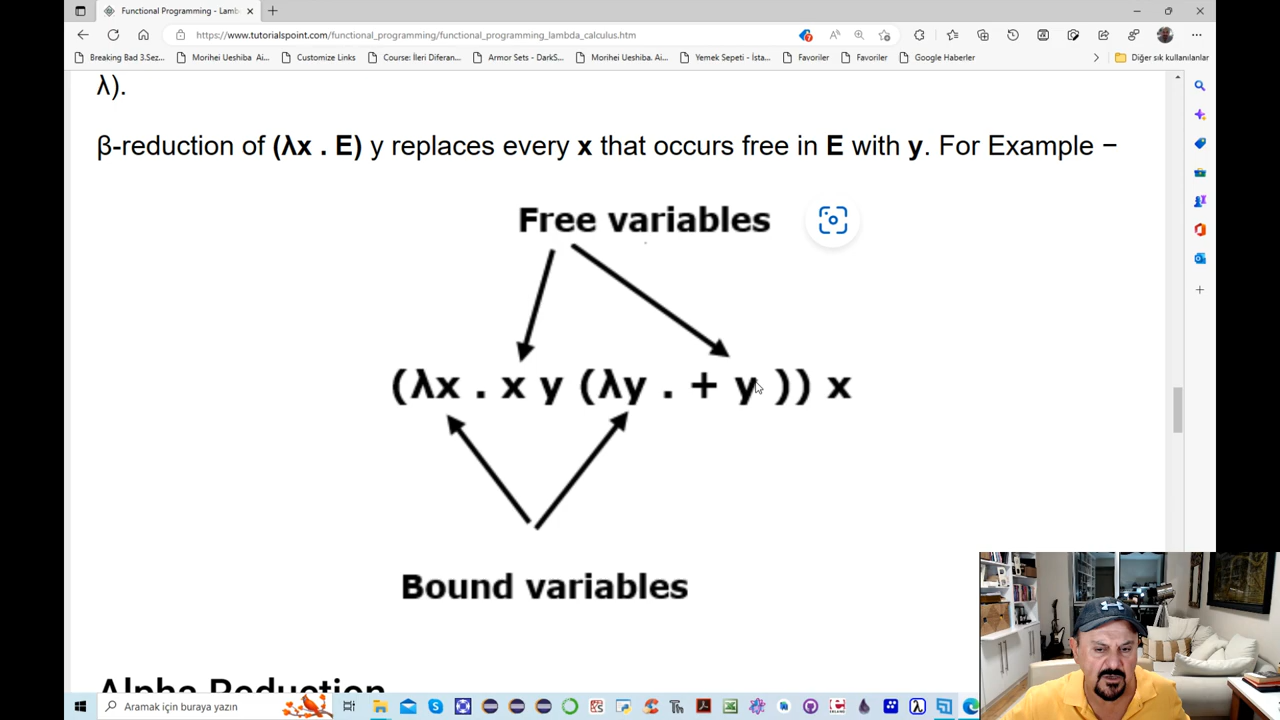 Functional Programming - Lamb
https://www.tutorialspoint.com/functional_programming/functional_programming_lambda_calculus.htm
Breaking Bad 3.Sez... Morihei Ueshiba Ai... Customize Links Course: İleri Diferan... Armor Sets - DarkS... Morihei Ueshiba. Ai... Yemek Sepeti - İsta... Favoriler Favoriler Google Haberler Diğer sık kullanılanlar
λ).
β-reduction of (λx . E) y replaces every x that occurs free in E with y. For Example −
Free variables
(λx . x y (λy . + y )) x
Bound variables
Alpha Reduction
Aramak için buraya yazın